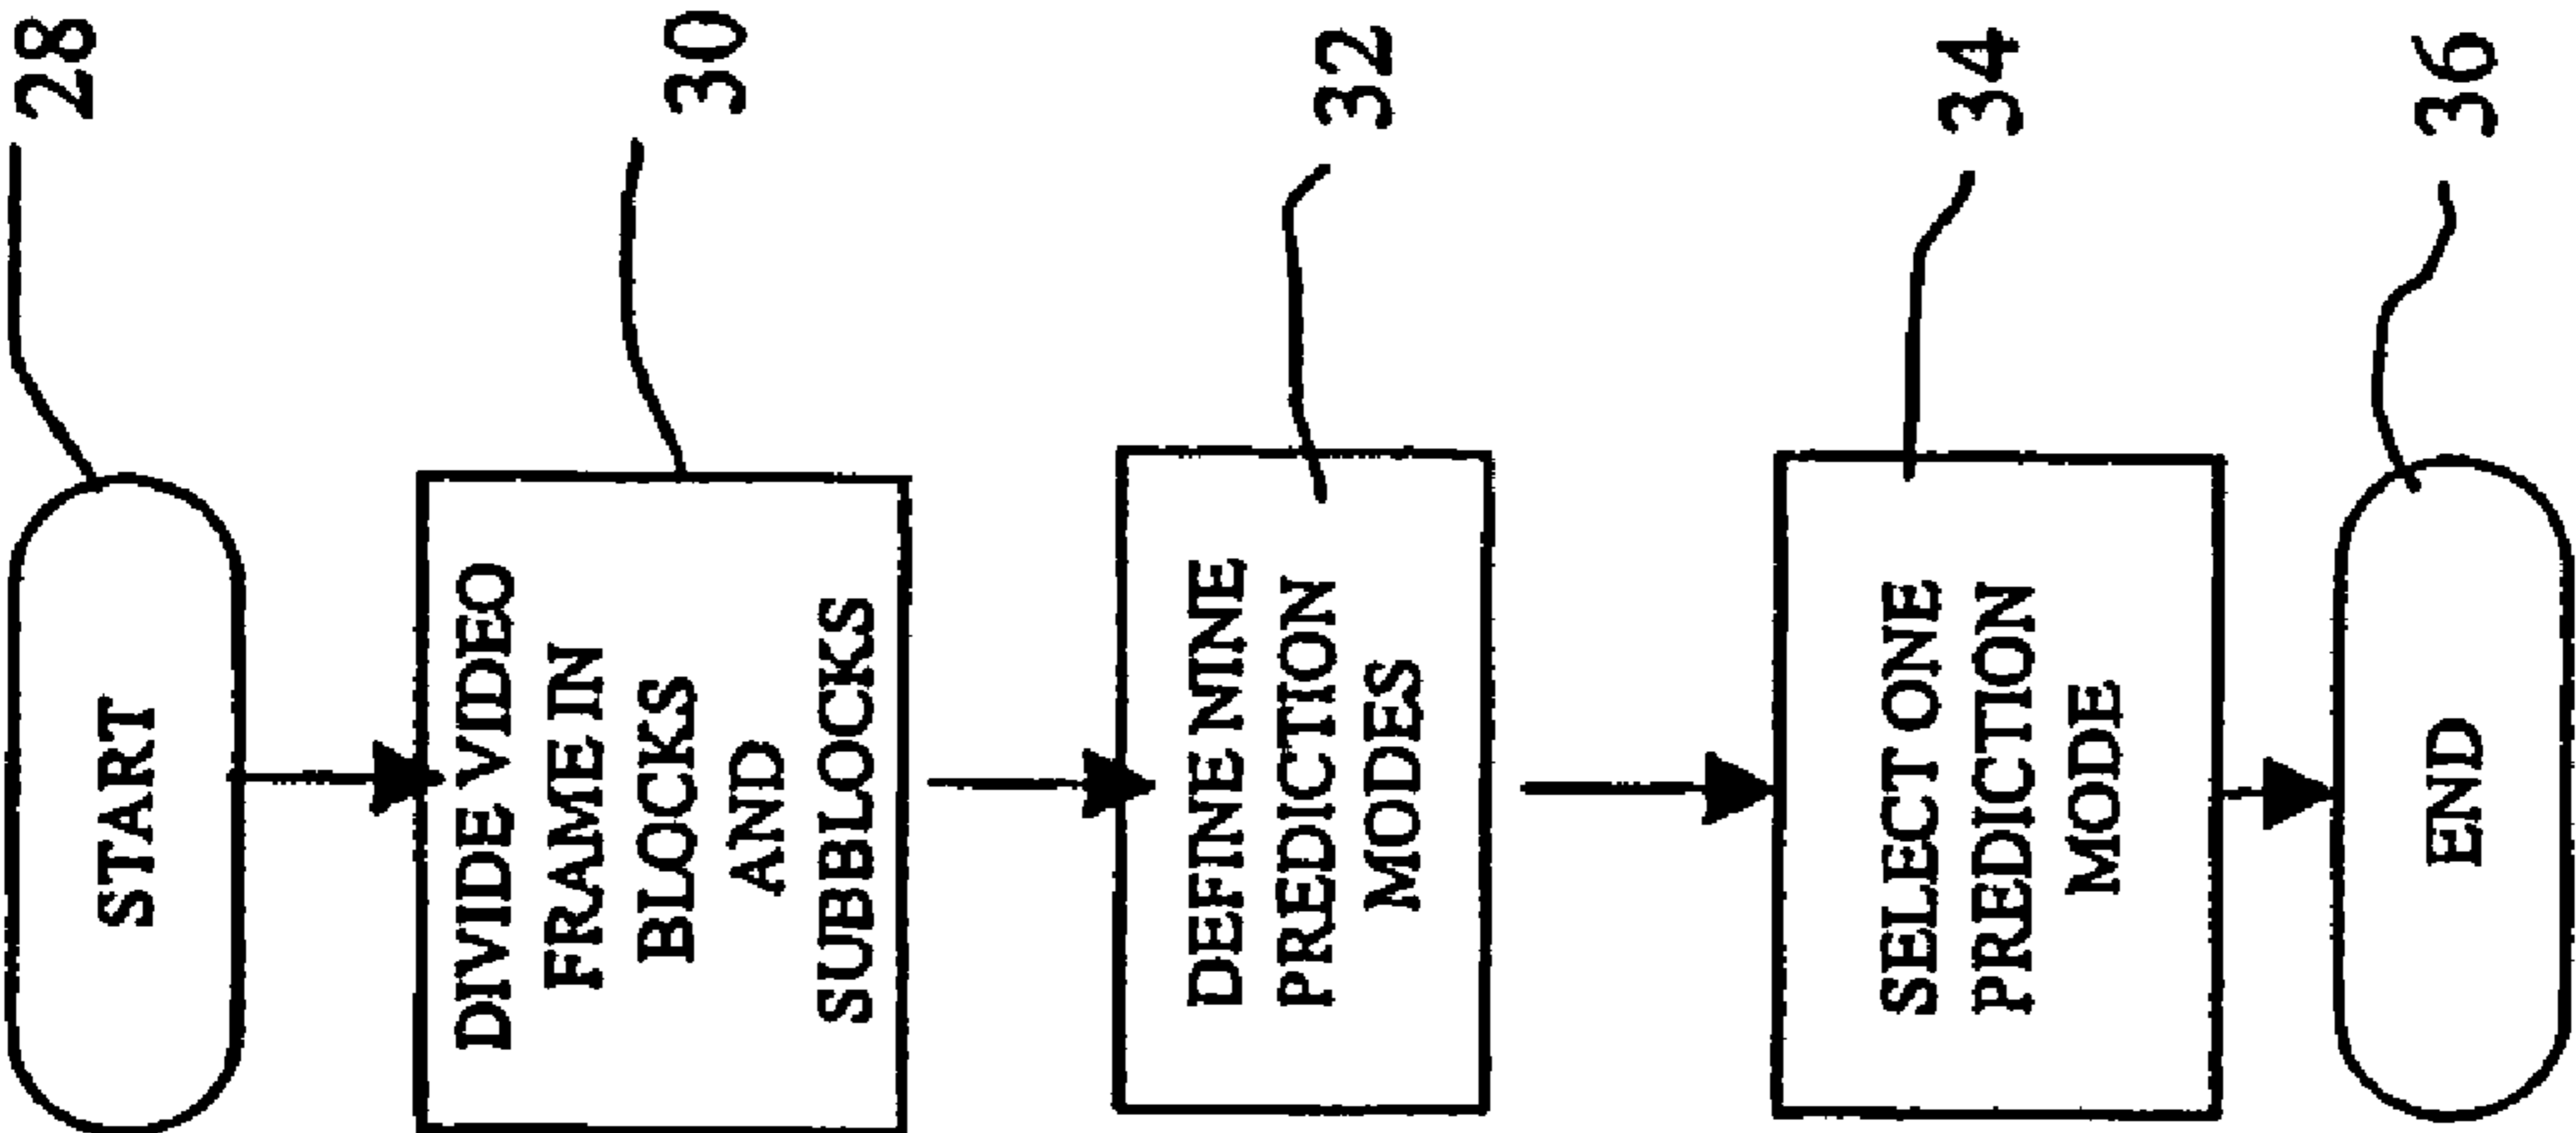 START
28
DIVIDE VIDEO
FRAME IN
BLOCKS
AND
SUBBLOCKS
30
DEFINE NINE
PREDICTION
MODES
32
SELECT ONE
PREDICTION
MODE
34
END
36